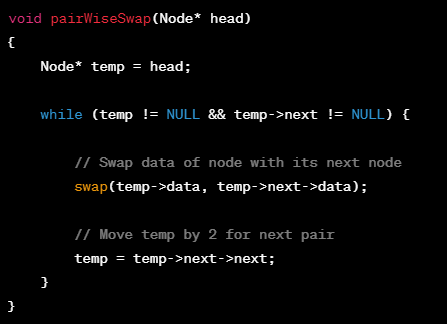 void pairWiseSwap(Node* head)
{
    Node* temp = head;

    while (temp != NULL && temp->next != NULL) {

        // Swap data of node with its next node
        swap(temp->data, temp->next->data);

        // Move temp by 2 for next pair
        temp = temp->next->next;
    }
}